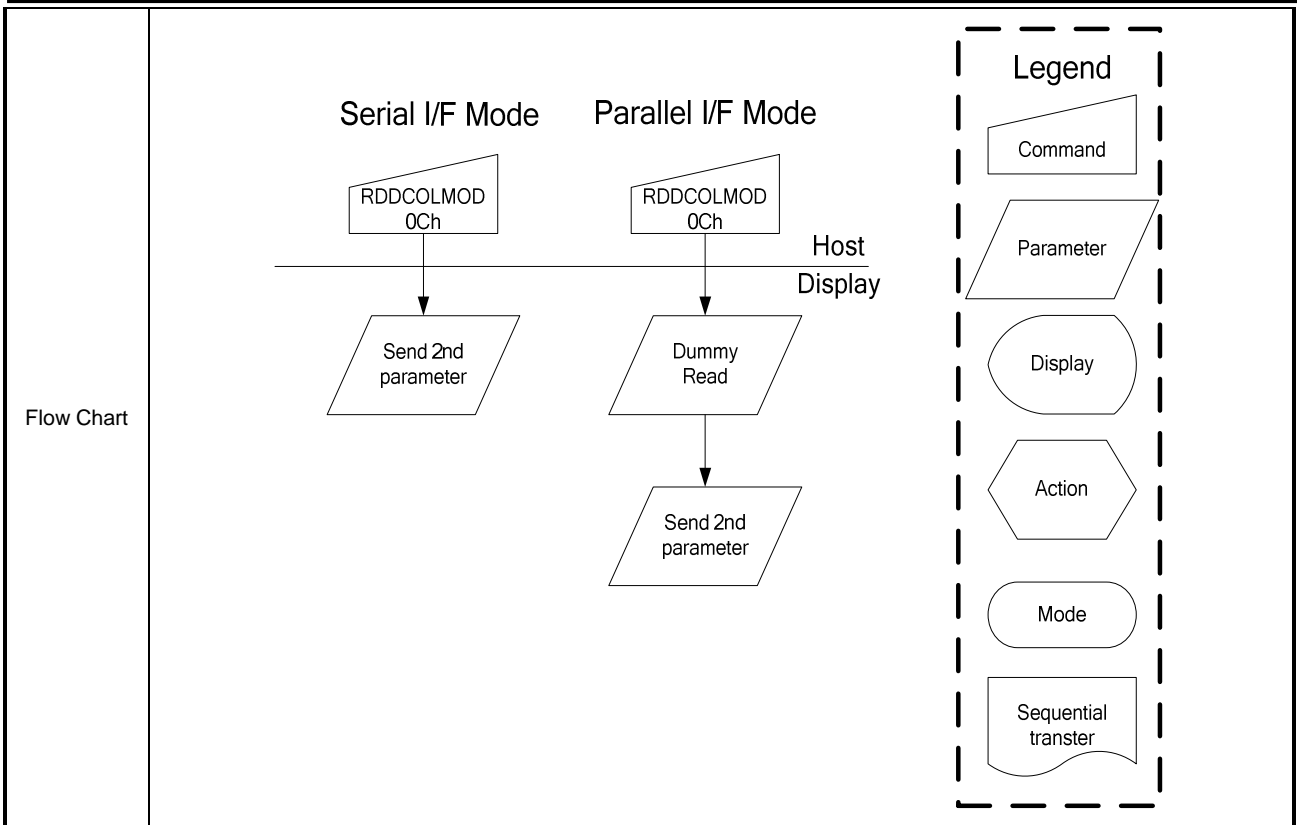 Flow Chart
Serial I/F Mode
RDDCOLMOD
0Ch
Send 2nd
parameter
Parallel I/F Mode
RDDCOLMOD
0Ch
Host
Display
Dummy
Read
Send 2nd
parameter
Legend
Command
Parameter
Display
Action
Mode
Sequential
transter